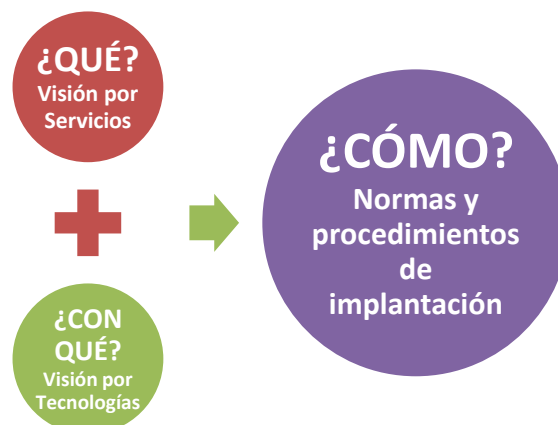 ¿QUÉ?
Visión por
Servicios
¿CON
QUÉ?
Visión por
Tecnologías
¿CÓMO?
Normas y
procedimientos
de
implantación